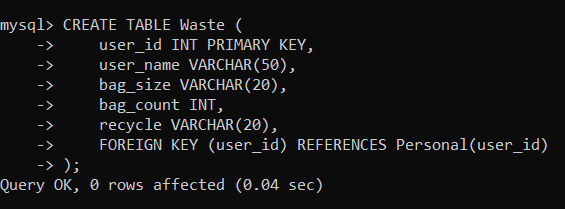 mysql> CREATE TABLE Waste (
    ->     user_id INT PRIMARY KEY,
    ->     user_name VARCHAR(50),
    ->     bag_size VARCHAR(20),
    ->     bag_count INT,
    ->     recycle VARCHAR(20),
    ->     FOREIGN KEY (user_id) REFERENCES Personal(user_id)
    -> );
Query OK, 0 rows affected (0.04 sec)